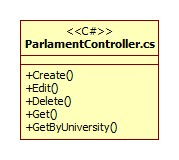 <<C#>>
ParlamentController.cs
+Create()
+Edit()
+Delete()
+Get()
+GetByUniversity()